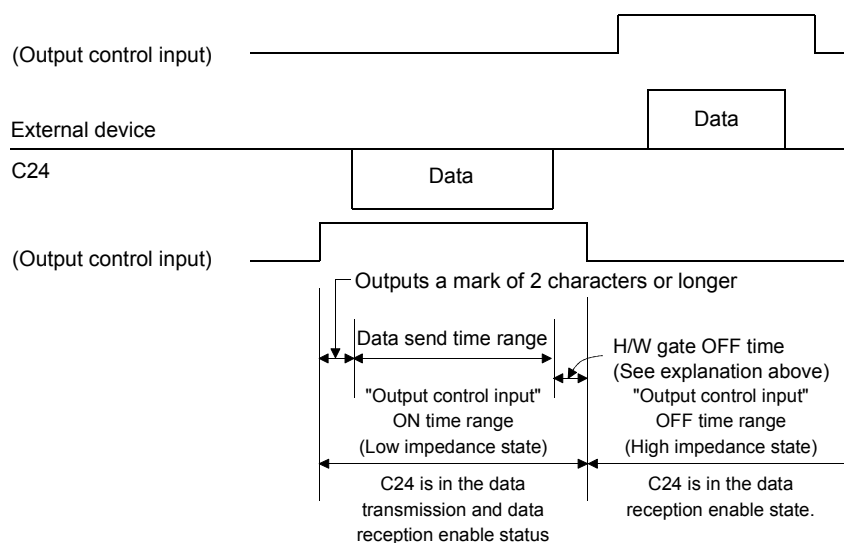 (Output control input)
Data
External device
C24
Data
(Output control input)
Outputs a mark of 2 characters or longer
Data send time range
H/W gate OFF time
(See explanation above)
"Output control input"
ON time range
(Low impedance state)
"Output control input"
OFF time range
(High impedance state)
C24 is in the data
transmission and data
reception enable status
C24 is in the data
reception enable state.